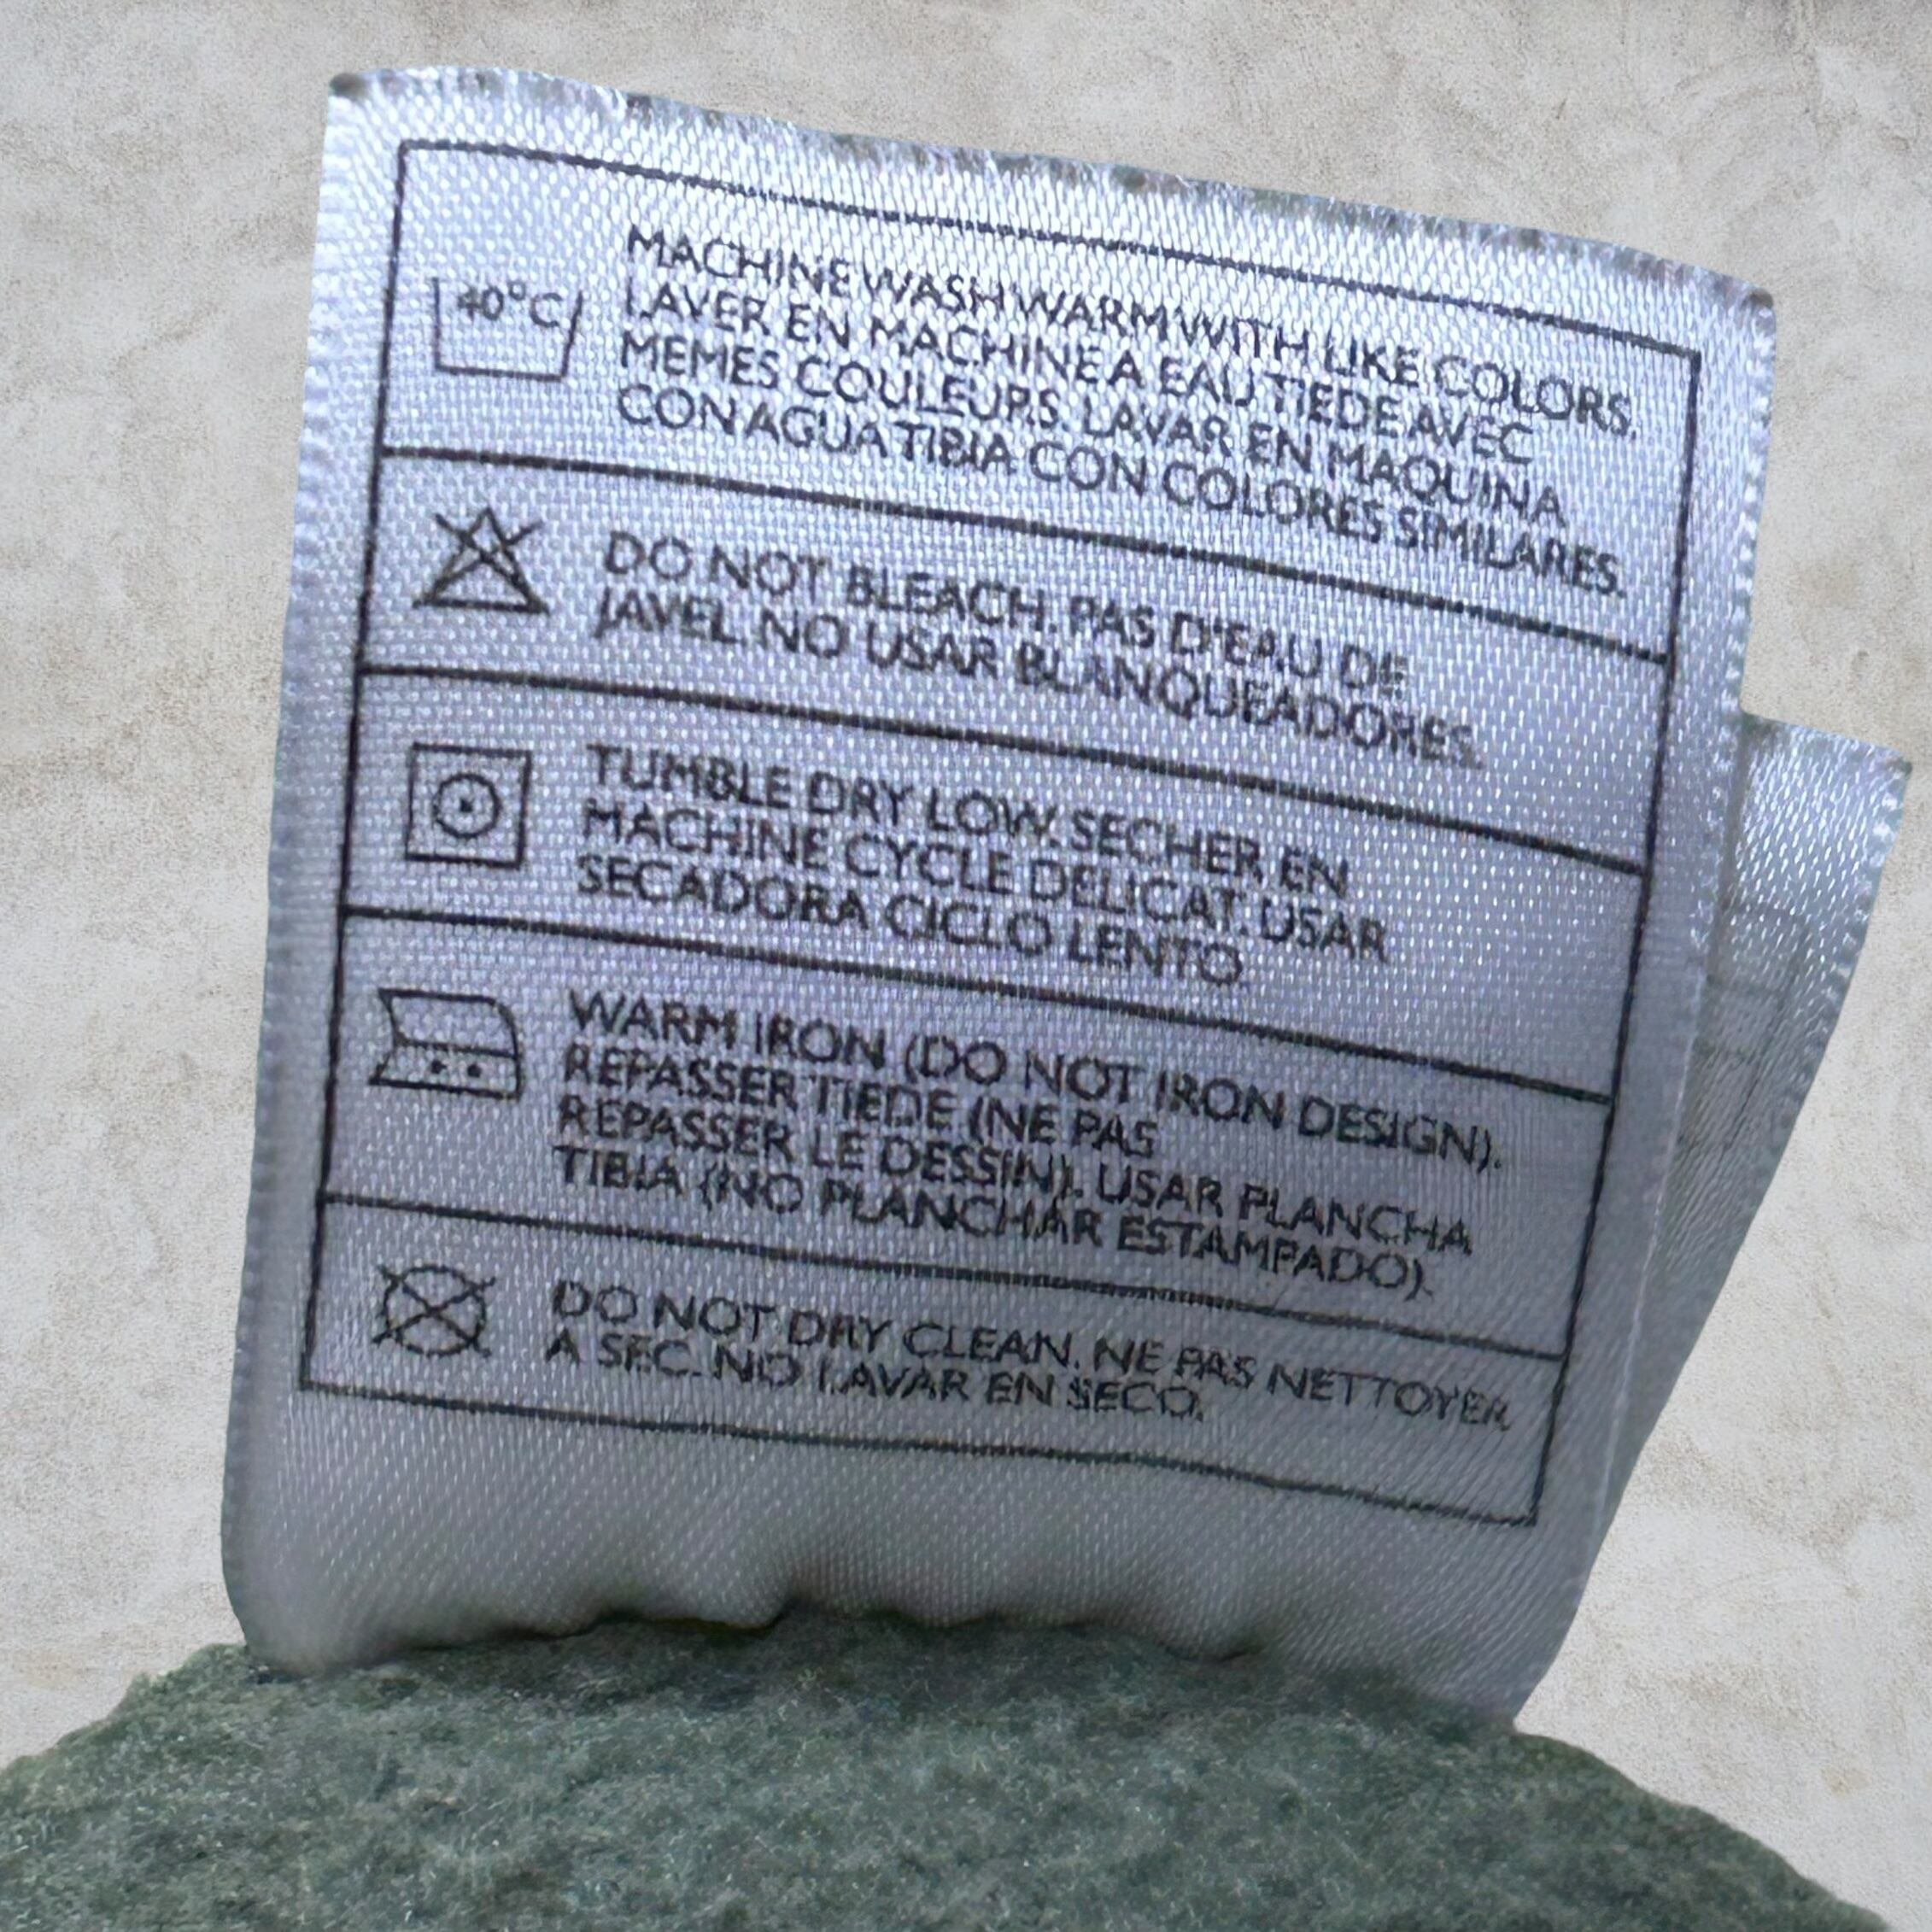 40°C
MACHINE WASH WARM WITH LIKE COLORS.
LAVER EN MACHINE A EAU TIEDE AVEC
MEMES COULEURS. LAVAR EN MAQUINA
CON AGUA TIBIA CON COLORES SIMILARES.
DO NOT BLEACH. PAS D'EAU DE
JAVEL. NO USAR BLANQUEADORES.
TUMBLE DRY LOW. SECHER EN
MACHINE CYCLE DELICAT. USAR
SECADORA CICLO LENTO.
WARM IRON (DO NOT IRON DESIGN).
REPASSER TIEDE (NE PAS
REPASSER LE DESSIN). USAR PLANCHA
TIBIA (NO PLANCHAR ESTAMPADO).
DO NOT DRY CLEAN. NE PAS NETTOYER
A SEC. NO LAVAR EN SECO.